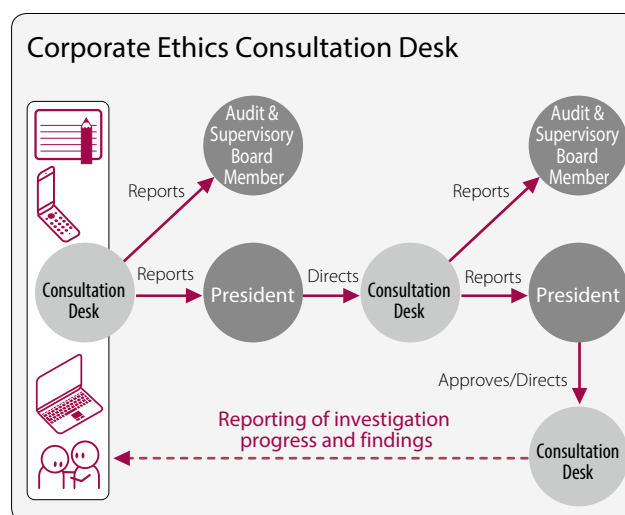 Corporate Ethics Consultation Desk
Audit &
Supervisory
Board
Member
Audit &
Supervisory
Board
Member
Reports
Reports
Consultation
Desk
Reports
President
Directs
Consultation
Desk
Reports
President
Approves/Directs
Reporting of investigation
progress and findings
Consultation
Desk